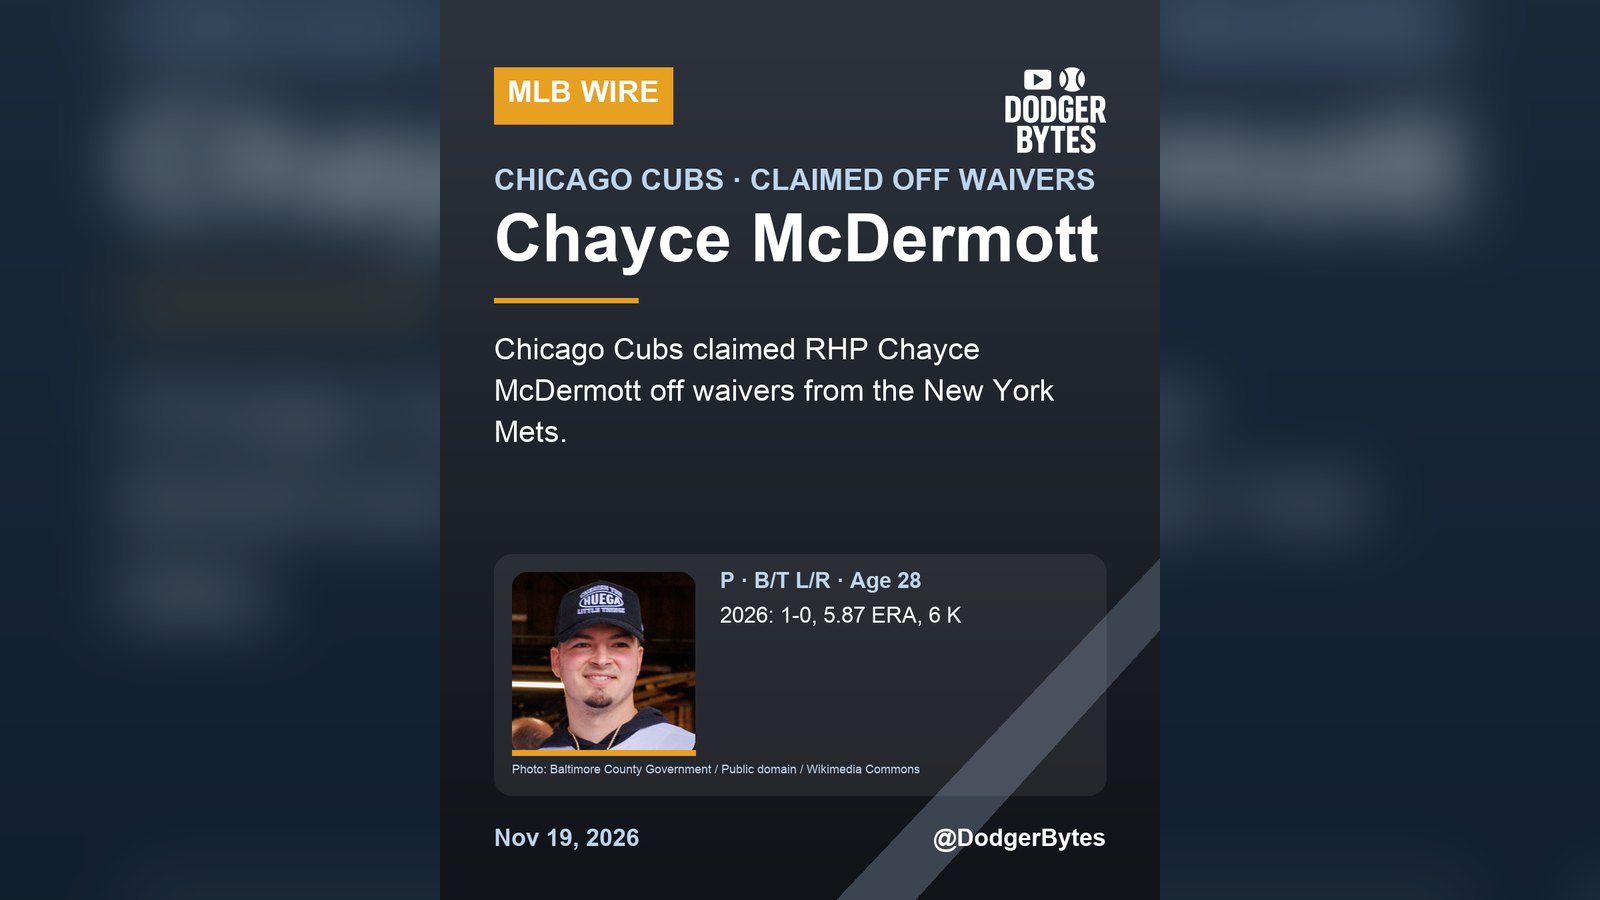 MLB WIRE
DODGER
BYTES
CHICAGO CUBS · CLAIMED OFF WAIVERS
Chayce McDermott
Chicago Cubs claimed RHP Chayce
McDermott off waivers from the New York
Mets.
HUEGA
LITTLE THINGS
P · B/T L/R · Age 28
2026: 1-0, 5.87 ERA, 6 K
Photo: Baltimore County Government / Public domain / Wikimedia Commons
Nov 19, 2026
@DodgerBytes